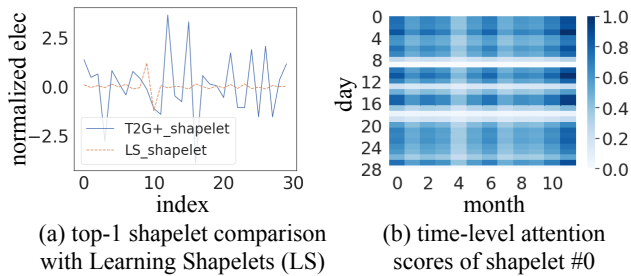 normalized elec
2.5
0.0
−2.5
T2G+_shapelet
LS_shapelet
0 10 20 30
index
(a) top-1 shapelet comparison
with Learning Shapelets (LS)
day
0
4
8
12
16
20
24
28
0 2 4 6 8 10
month
1.0
0.8
0.6
0.4
0.2
0.0
(b) time-level attention
scores of shapelet #0